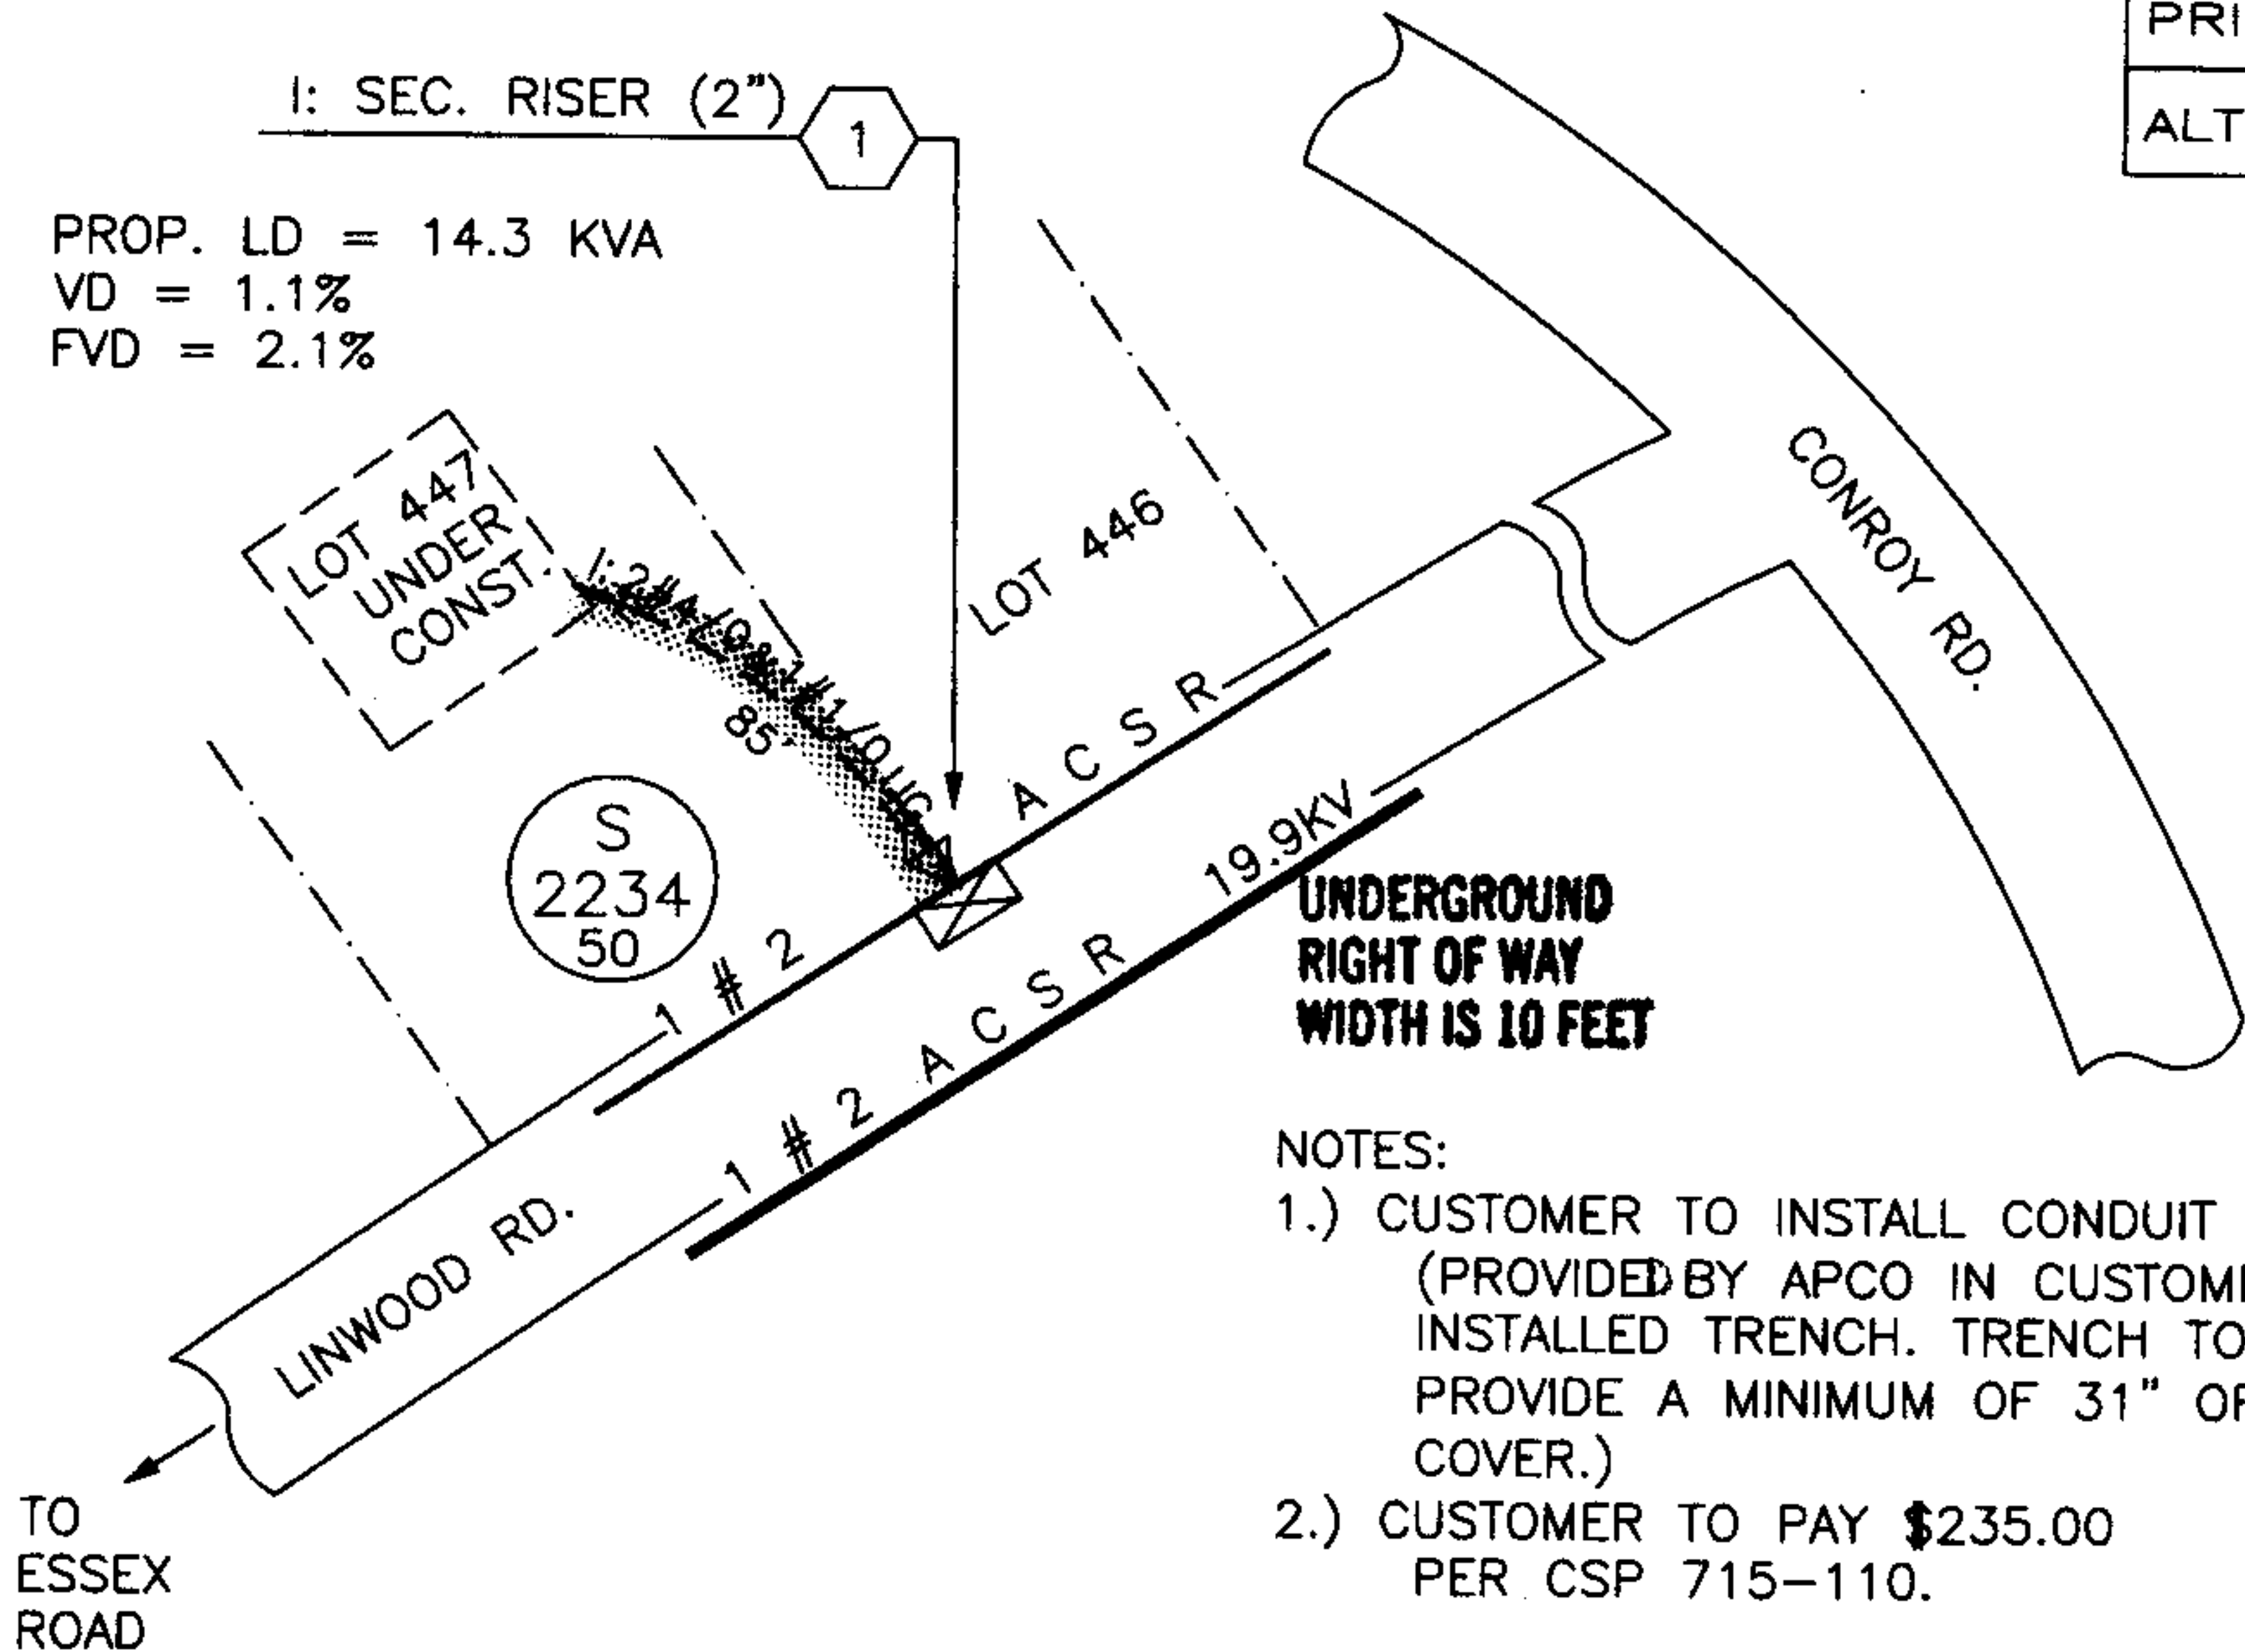 PRI
ALT
I: SEC. RISER (2")
1
PROP. LD = 14.3 KVA
VD = 1.1%
FVD = 2.1%
LOT 447
UNDER
CONST.
LOT 446
CONROY RD.
85'
S
2234
50
1 # 2 A C S R
1 # 2 A C S R 19.9KV
UNDERGROUND
RIGHT OF WAY
WIDTH IS 10 FEET
LINWOOD RD.
TO
ESSEX
ROAD
NOTES:
1.) CUSTOMER TO INSTALL CONDUIT
(PROVIDED BY APCO IN CUSTOM
INSTALLED TRENCH. TRENCH TO
PROVIDE A MINIMUM OF 31" OF
COVER.)
2.) CUSTOMER TO PAY $235.00
PER CSP 715-110.